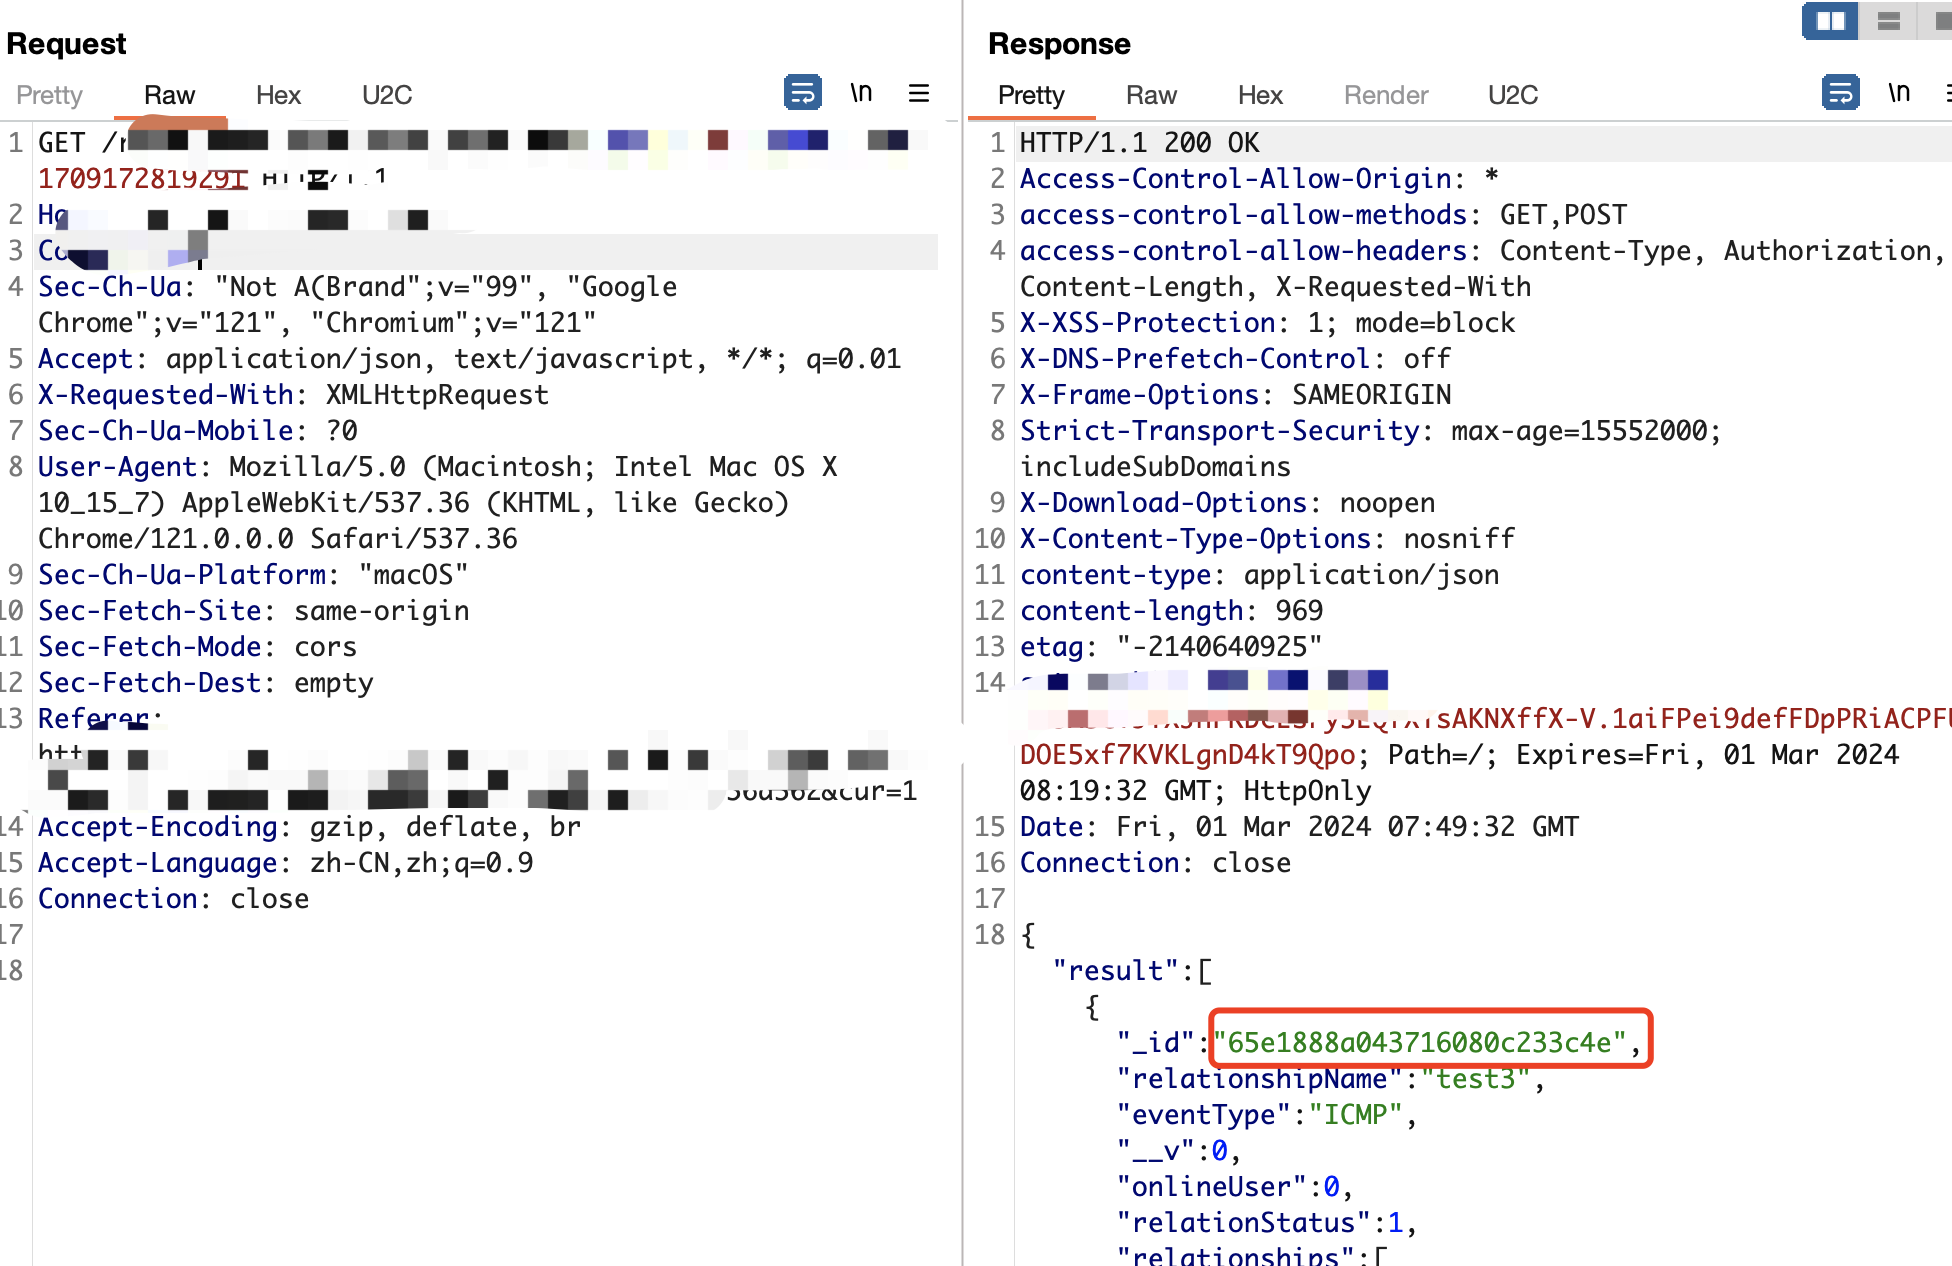 Request
Pretty Raw Hex U2C \n
1 GET /r
1709172819291 HTTP/1.1
2
3
4 Sec-Ch-Ua: "Not A(Brand";v="99", "Google
Chrome";v="121", "Chromium";v="121"
5 Accept: application/json, text/javascript, */*; q=0.01
6 X-Requested-With: XMLHttpRequest
7 Sec-Ch-Ua-Mobile: ?0
8 User-Agent: Mozilla/5.0 (Macintosh; Intel Mac OS X
10_15_7) AppleWebKit/537.36 (KHTML, like Gecko)
Chrome/121.0.0.0 Safari/537.36
9 Sec-Ch-Ua-Platform: "macOS"
10 Sec-Fetch-Site: same-origin
11 Sec-Fetch-Mode: cors
12 Sec-Fetch-Dest: empty
13 Referer:
&cur=1
14 Accept-Encoding: gzip, deflate, br
15 Accept-Language: zh-CN,zh;q=0.9
16 Connection: close
17
18
Response
Pretty Raw Hex Render U2C \n
1 HTTP/1.1 200 OK
2 Access-Control-Allow-Origin: *
3 access-control-allow-methods: GET,POST
4 access-control-allow-headers: Content-Type, Authorization,
Content-Length, X-Requested-With
5 X-XSS-Protection: 1; mode=block
6 X-DNS-Prefetch-Control: off
7 X-Frame-Options: SAMEORIGIN
8 Strict-Transport-Security: max-age=15552000;
includeSubDomains
9 X-Download-Options: noopen
10 X-Content-Type-Options: nosniff
11 content-type: application/json
12 content-length: 969
13 etag: "-2140640925"
14
sAKNXffX-V.1aiFPei9defFDpPRiACPFU
DOE5xf7KVKLgnD4kT9Qpo; Path=/; Expires=Fri, 01 Mar 2024
08:19:32 GMT; HttpOnly
15 Date: Fri, 01 Mar 2024 07:49:32 GMT
16 Connection: close
17
18 {
"result":[
{
"_id":"65e1888a043716080c233c4e",
"relationshipName":"test3",
"eventType":"ICMP",
"__v":0,
"onlineUser":0,
"relationStatus":1,
"relationships":[